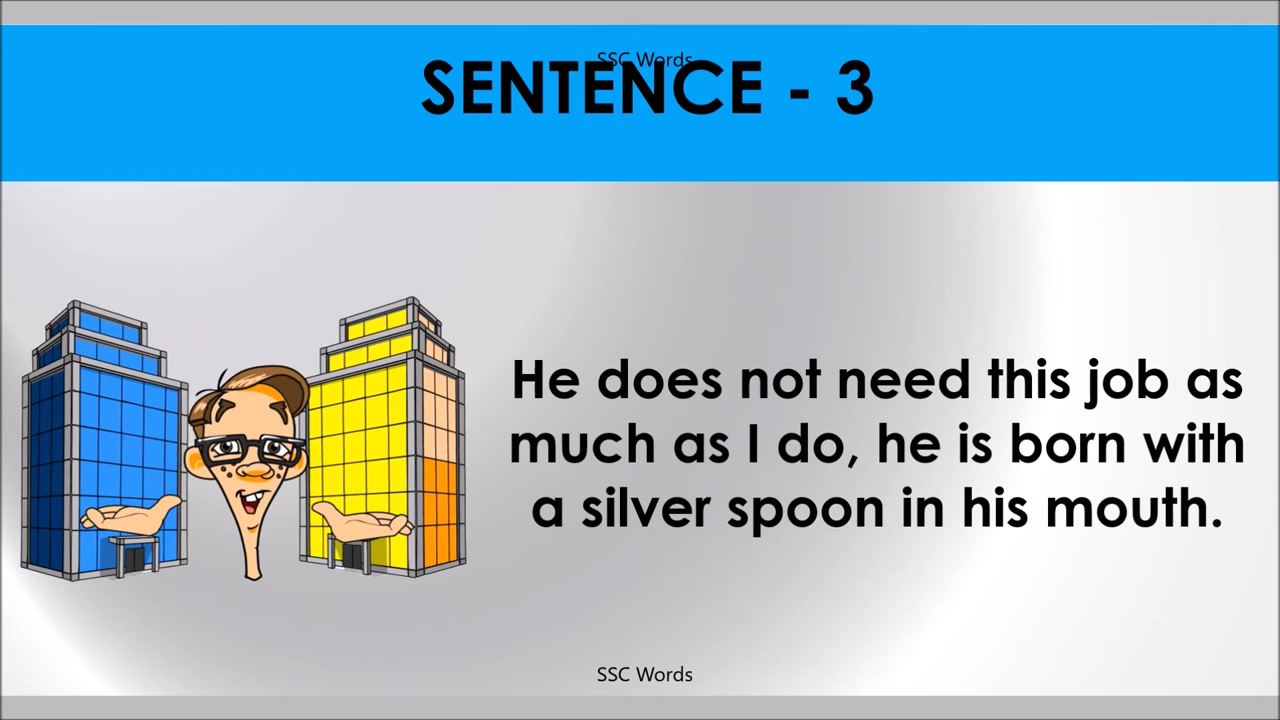 SSC Words
SENTENCE - 3
He does not need this job as
much as I do, he is born with
a silver spoon in his mouth.
SSC Words